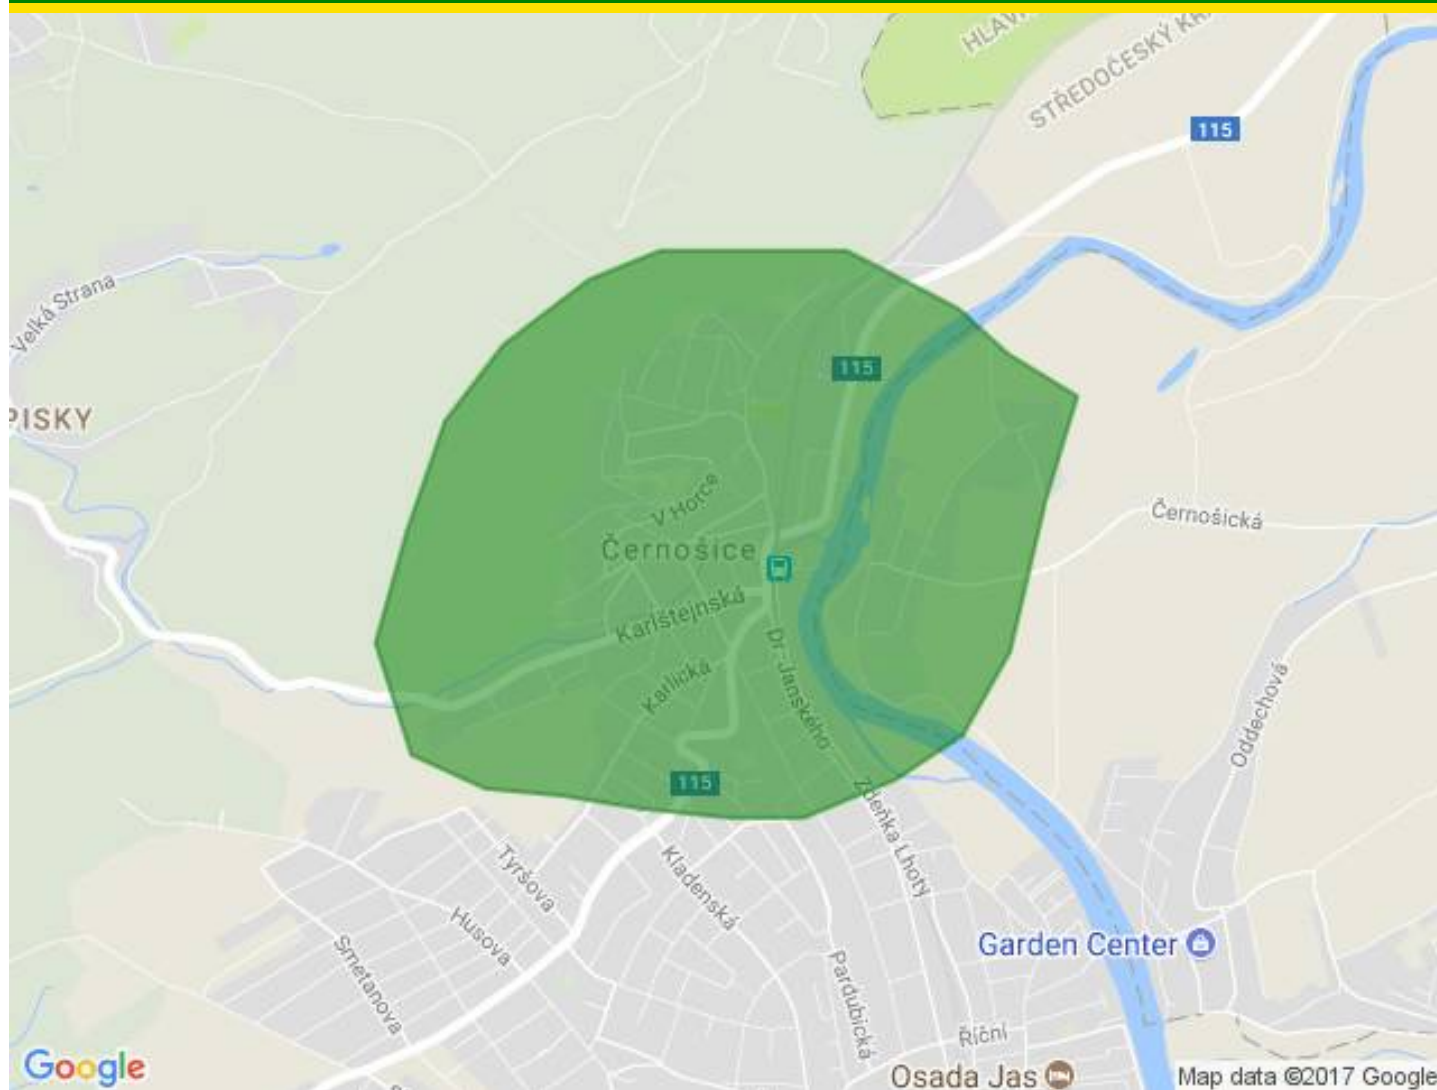 HLAV
STŘEDOČESKÝ KR
115
Velká Strana
115
PISKY
V Horce
Černošická
Černošice
Karlštejnská
Dr. Janského
Karlická
Oddechová
115
Zdeňka Lhoty
Tyršova
Kladenská
Husova
Smetanova
Garden Center
Pardubická
Říční
Google
Osada Jas
Map data ©2017 Google